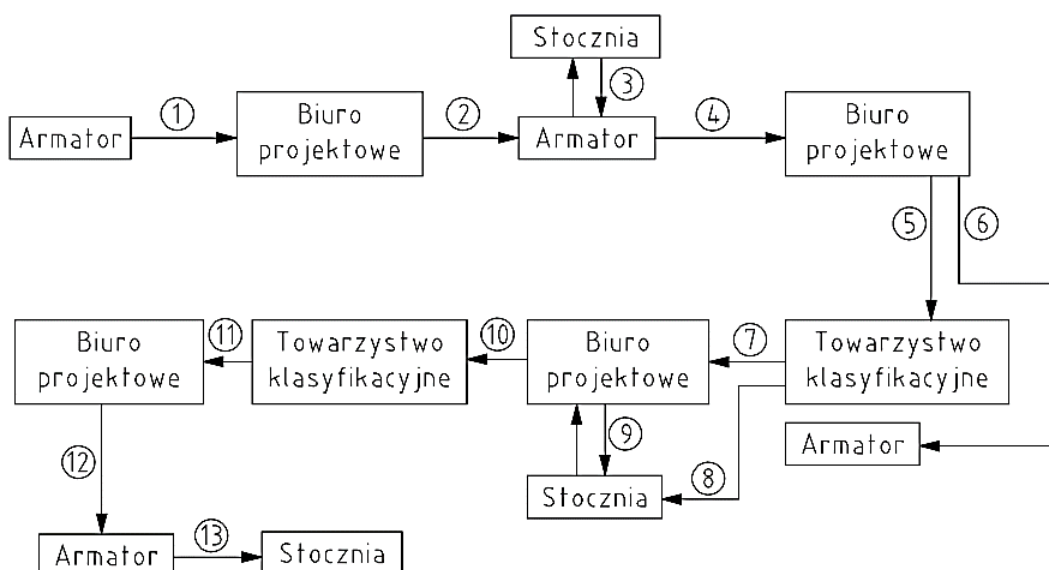 Stocznia
3
Armator
1
Biuro
projektowe
2
Armator
4
Biuro
projektowe
5
6
Biuro
projektowe
11
Towarzystwo
klasyfikacyjne
10
Biuro
projektowe
7
Towarzystwo
klasyfikacyjne
9
Armator
12
8
Stocznia
Armator
13
Stocznia